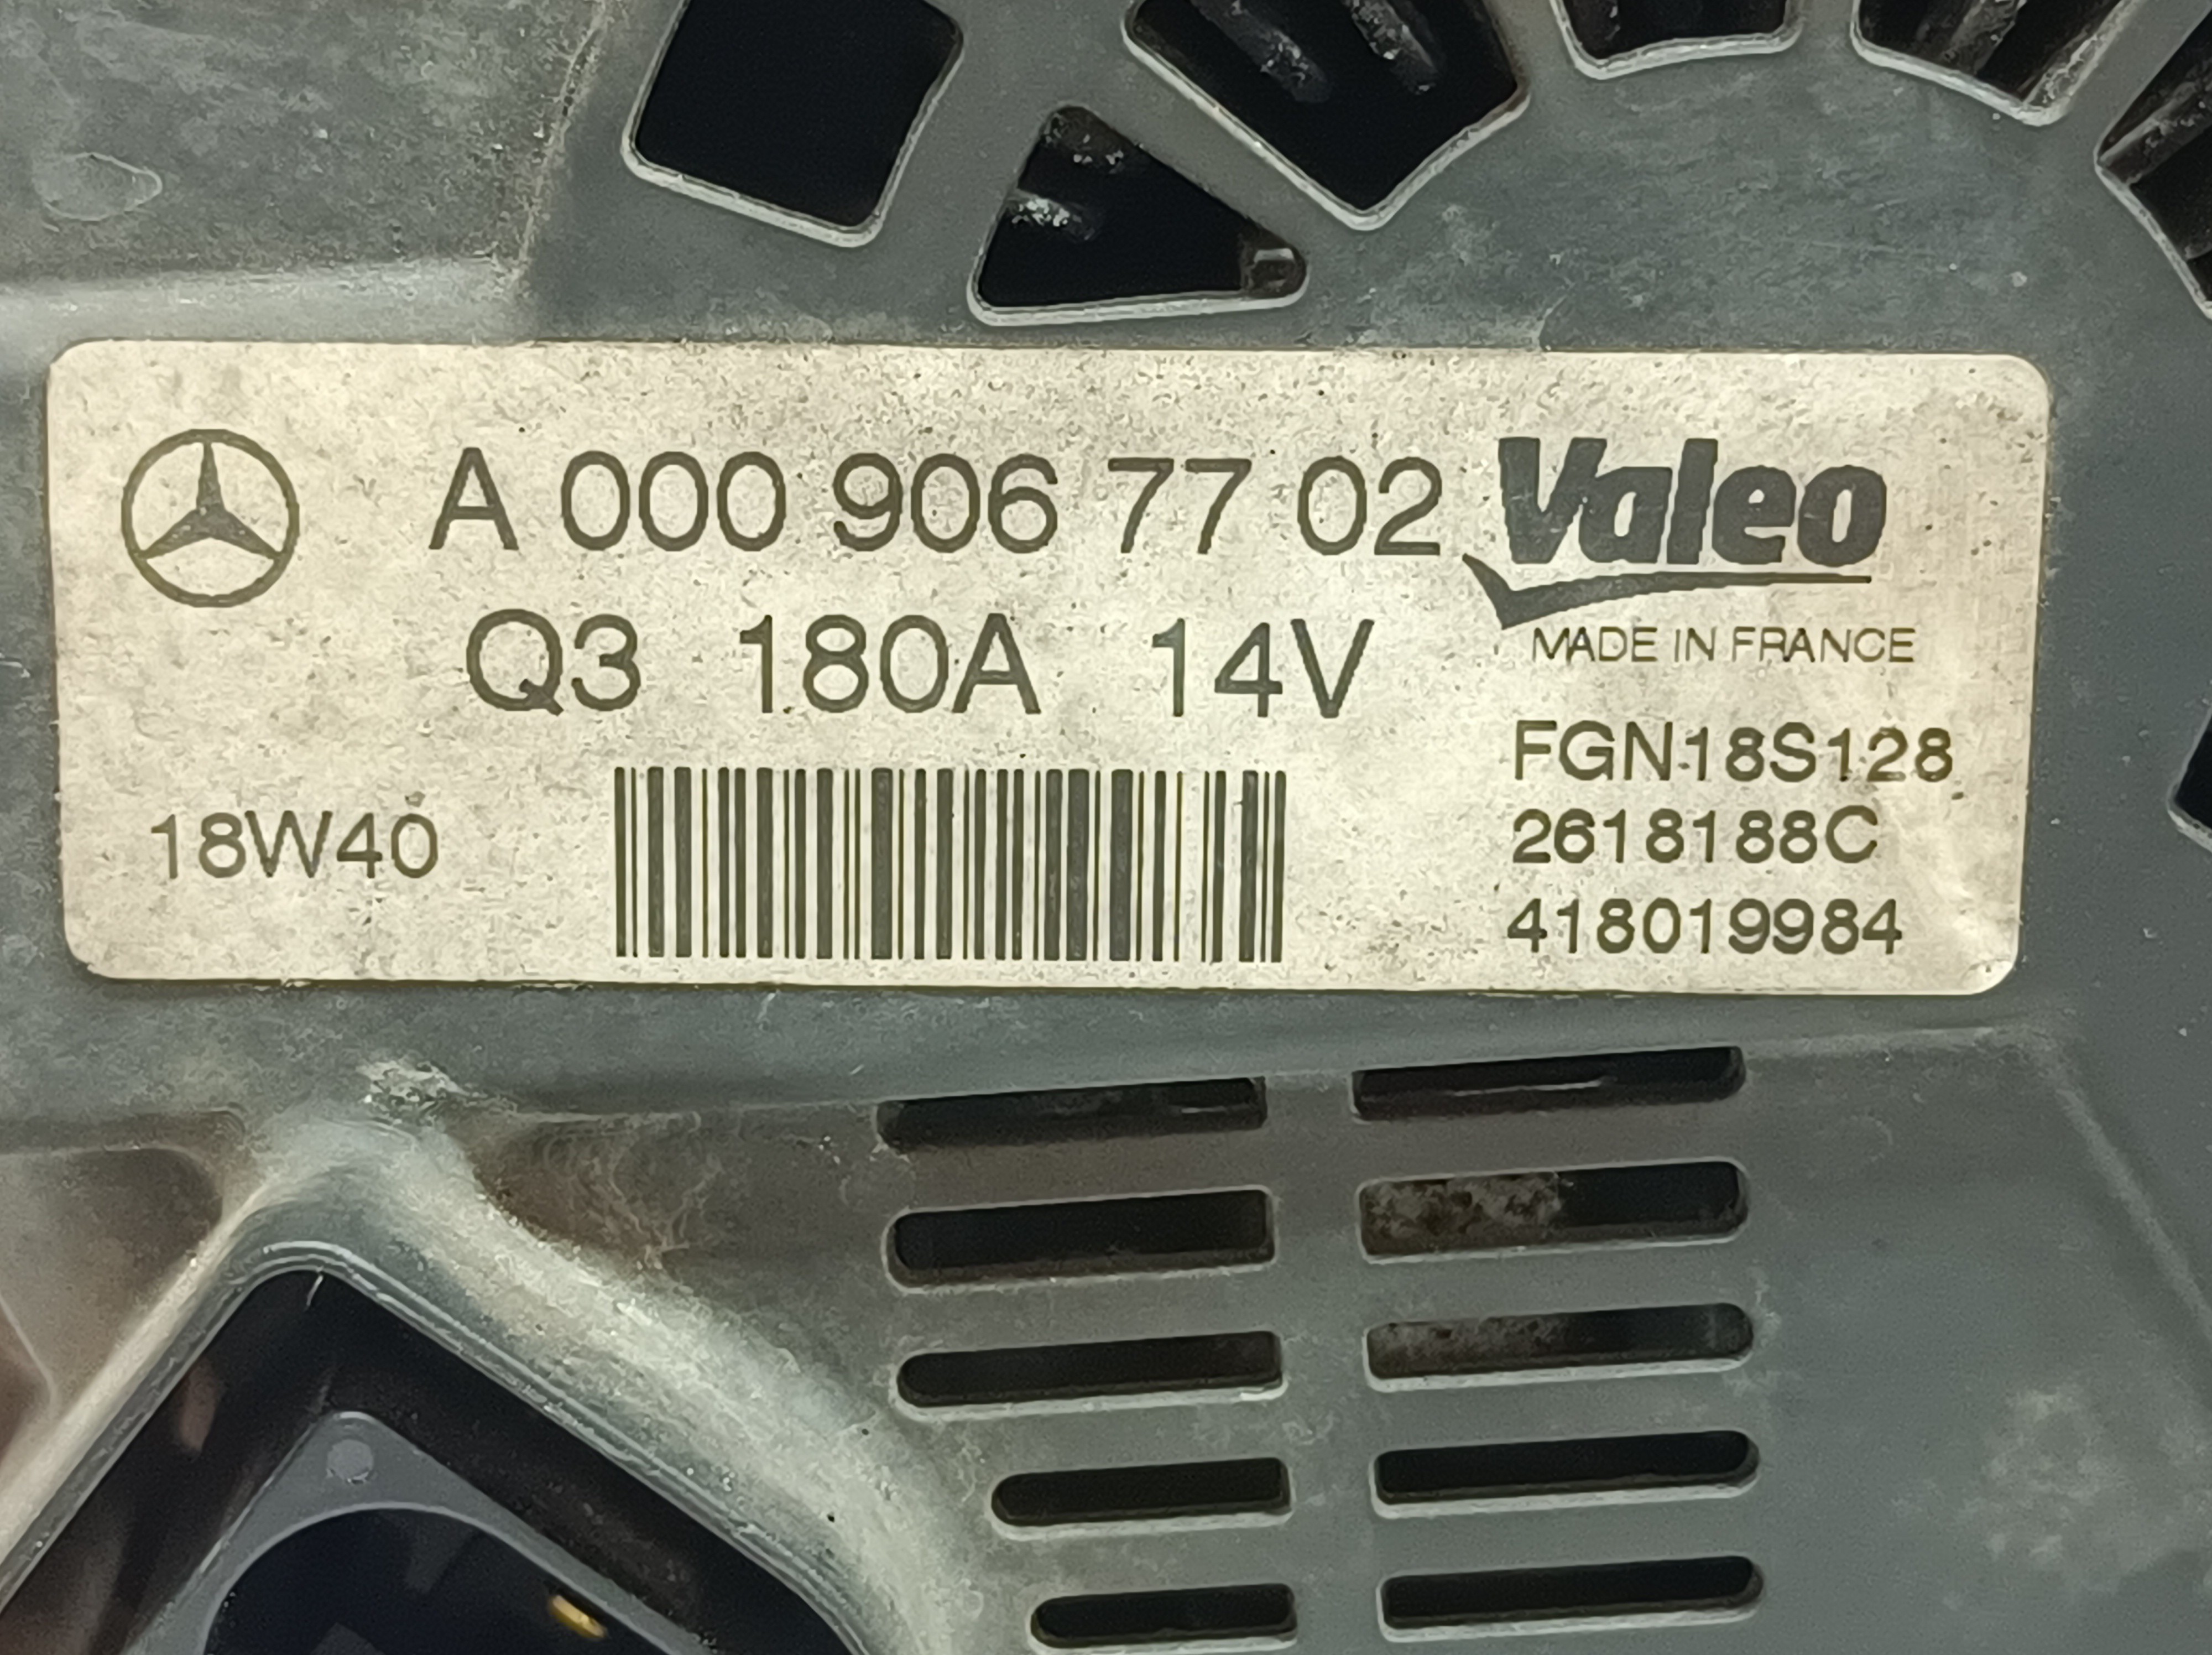 A 000 906 77 02
Valeo
Q3 180A 14V
MADE IN FRANCE
FGN18S128
18W40
2618188C
418019984